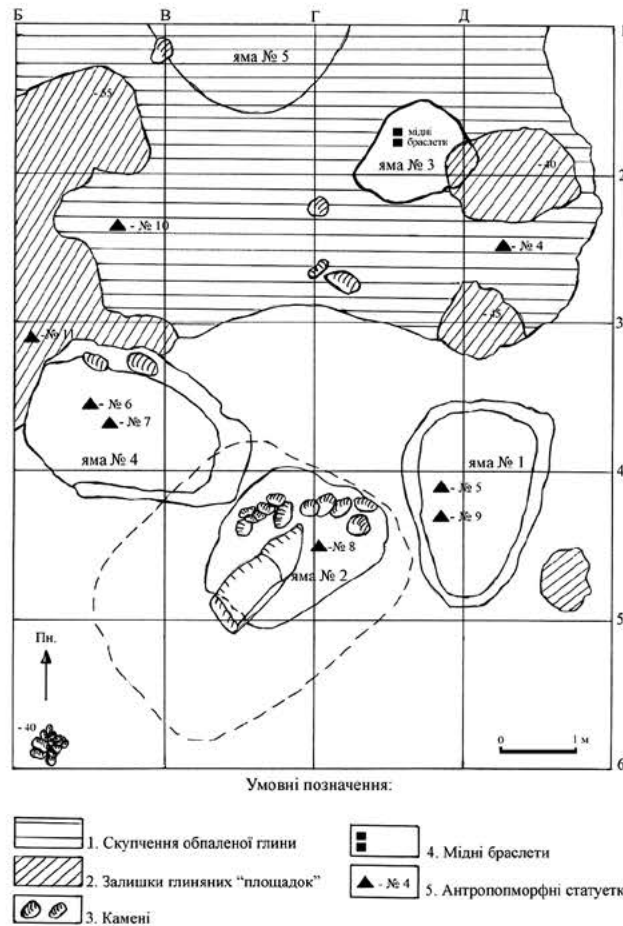 Б В Г Д 1
яма № 5
- 55
мідні
браслети
- 40
яма № 3
2
- № 10
- № 4
- 45
3
- № 11
- № 6
- № 7
яма № 4
яма № 1
4
- № 5
- № 9
- № 8
яма № 2
5
Пн.
- 40
0 1 м
6
Умовні позначення:
1. Скупчення обпаленої глини
2. Залишки глиняних “площадок”
3. Камені
4. Мідні браслети
- № 4
5. Антропопморфні статуетк